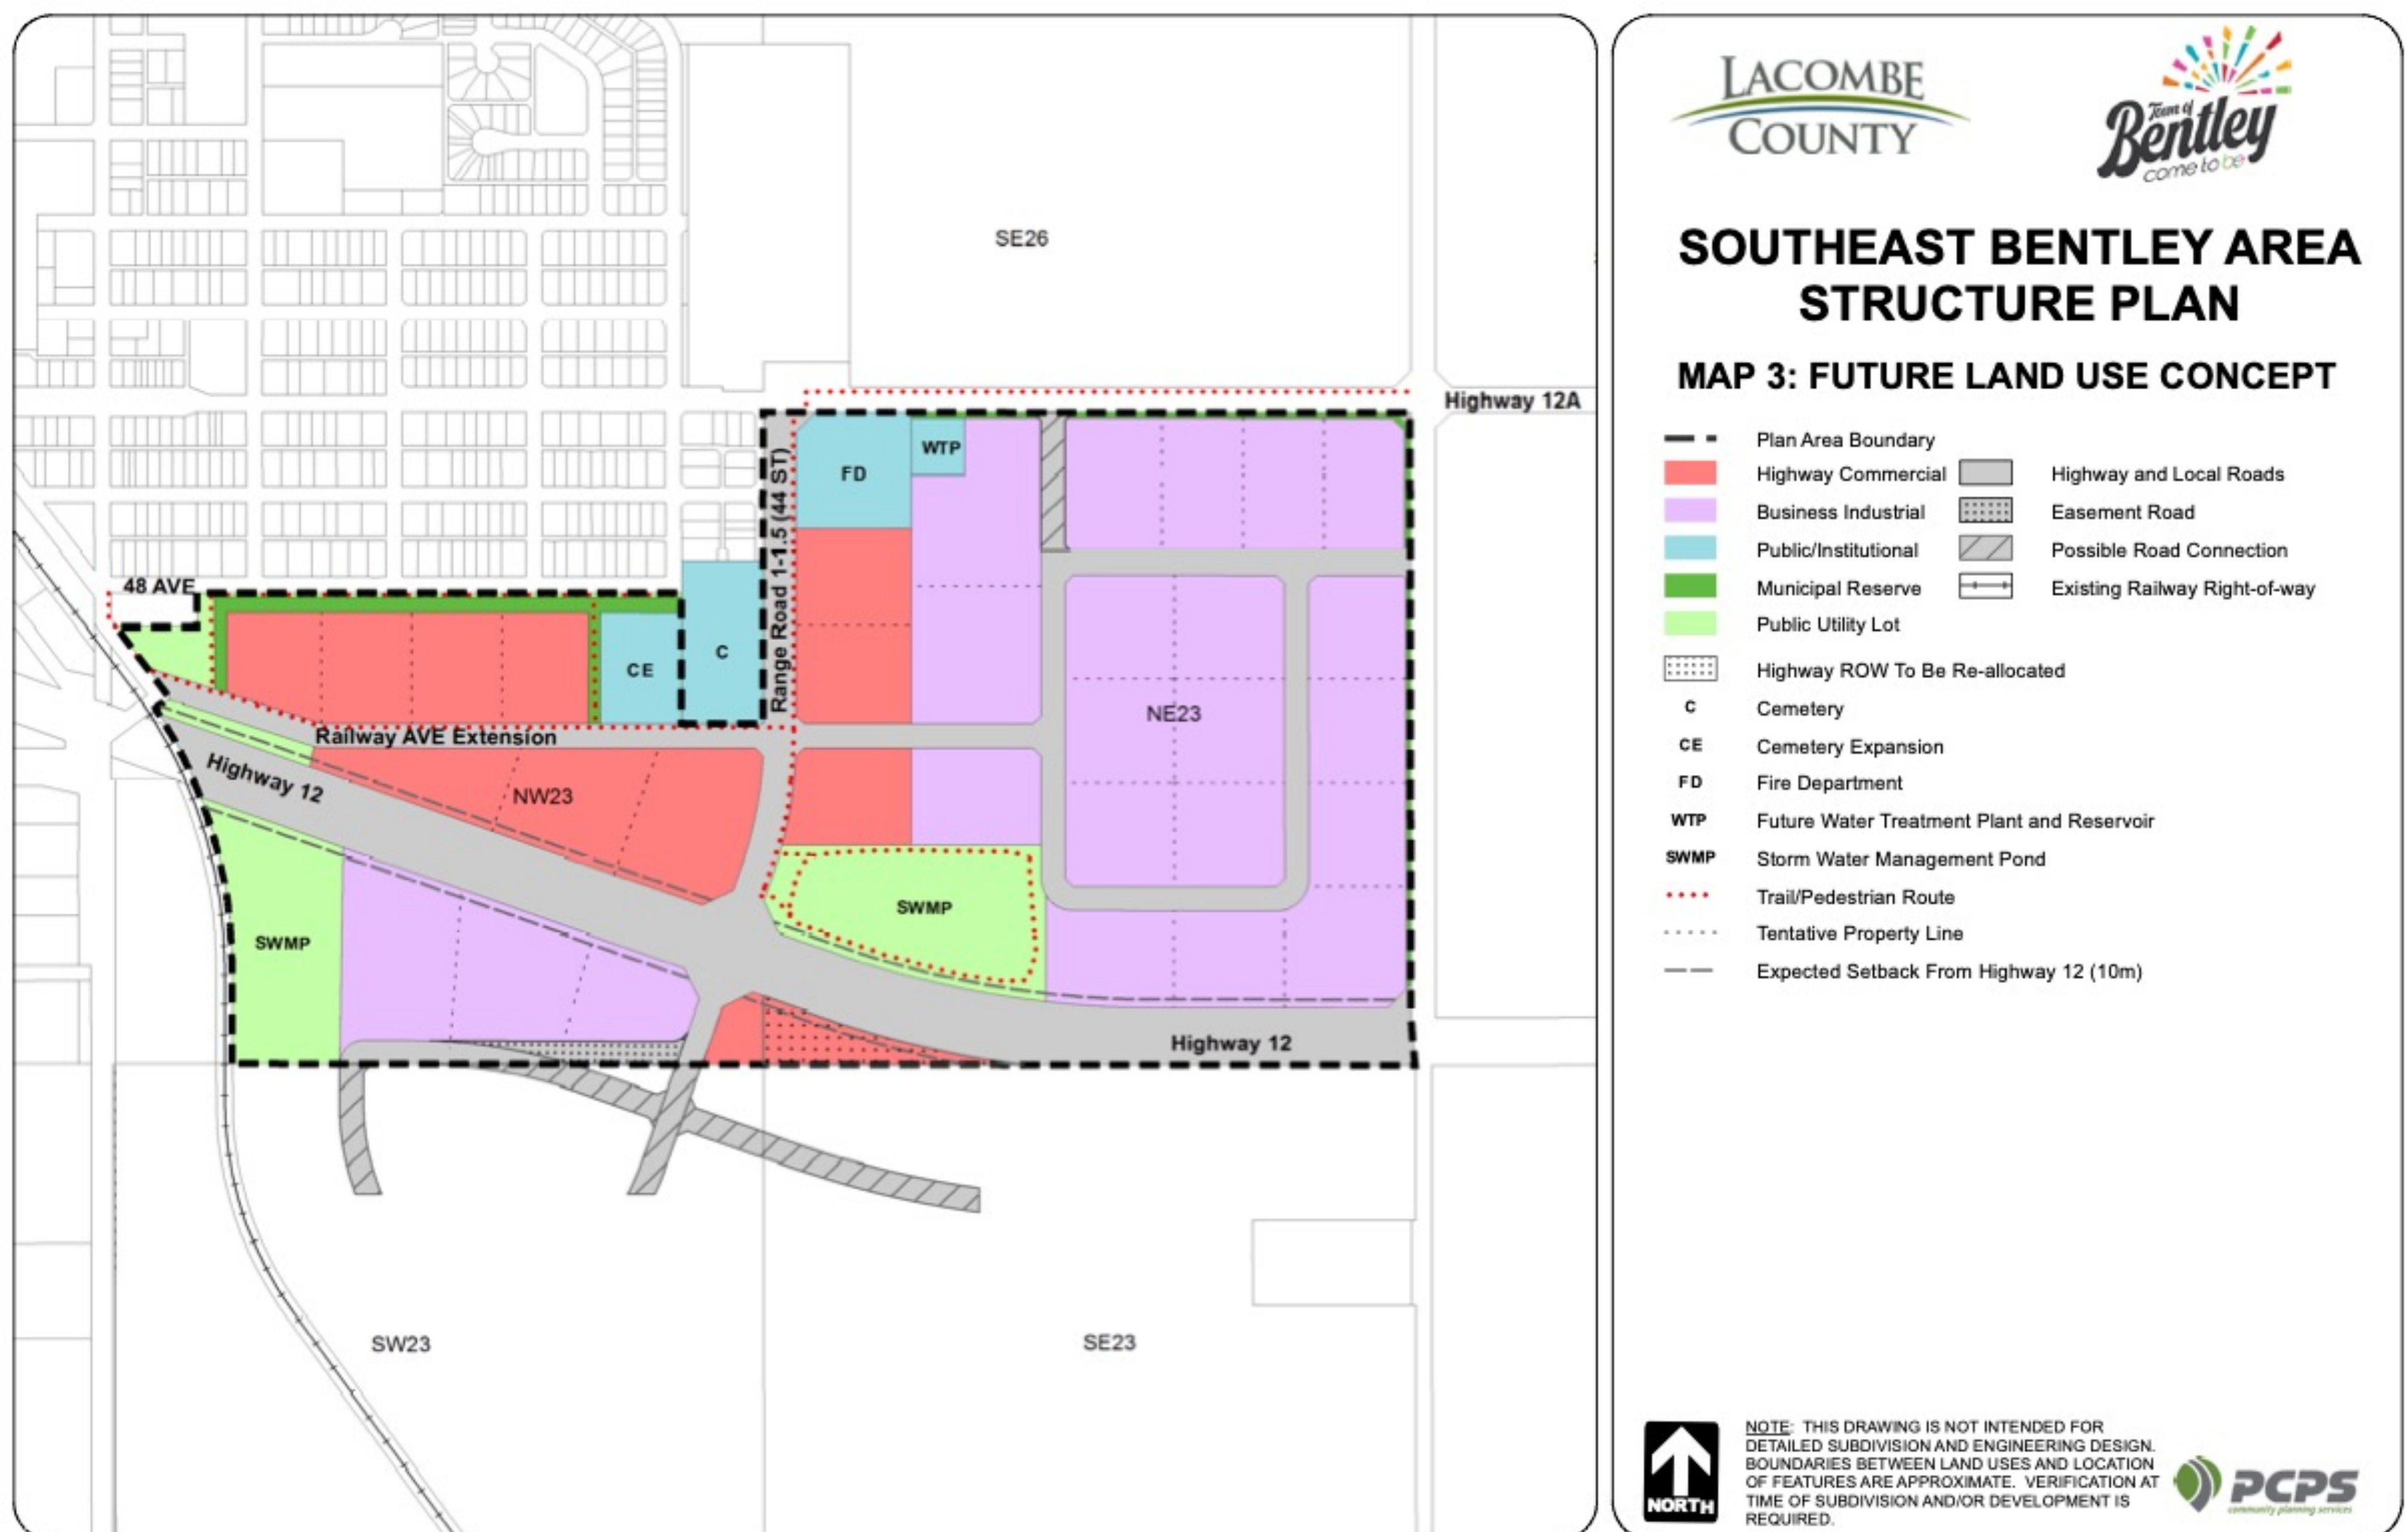 SE26
Highway 12A
WTP
FD
Range Road 1-1.5 (44 ST)
48 AVE
C
CE
NE23
Railway AVE Extension
Highway 12
NW23
SWMP
SWMP
Highway 12
SW23
SE23
LACOMBE
COUNTY
Town of
Bentley
come to be
SOUTHEAST BENTLEY AREA
STRUCTURE PLAN
MAP 3: FUTURE LAND USE CONCEPT
Plan Area Boundary
Highway Commercial
Highway and Local Roads
Business Industrial
Easement Road
Public/Institutional
Possible Road Connection
Municipal Reserve
Existing Railway Right-of-way
Public Utility Lot
Highway ROW To Be Re-allocated
C Cemetery
CE Cemetery Expansion
FD Fire Department
WTP Future Water Treatment Plant and Reservoir
SWMP Storm Water Management Pond
Trail/Pedestrian Route
Tentative Property Line
Expected Setback From Highway 12 (10m)
NORTH
NOTE: THIS DRAWING IS NOT INTENDED FOR
DETAILED SUBDIVISION AND ENGINEERING DESIGN.
BOUNDARIES BETWEEN LAND USES AND LOCATION
OF FEATURES ARE APPROXIMATE. VERIFICATION AT
TIME OF SUBDIVISION AND/OR DEVELOPMENT IS
REQUIRED.
PCPS
community planning services